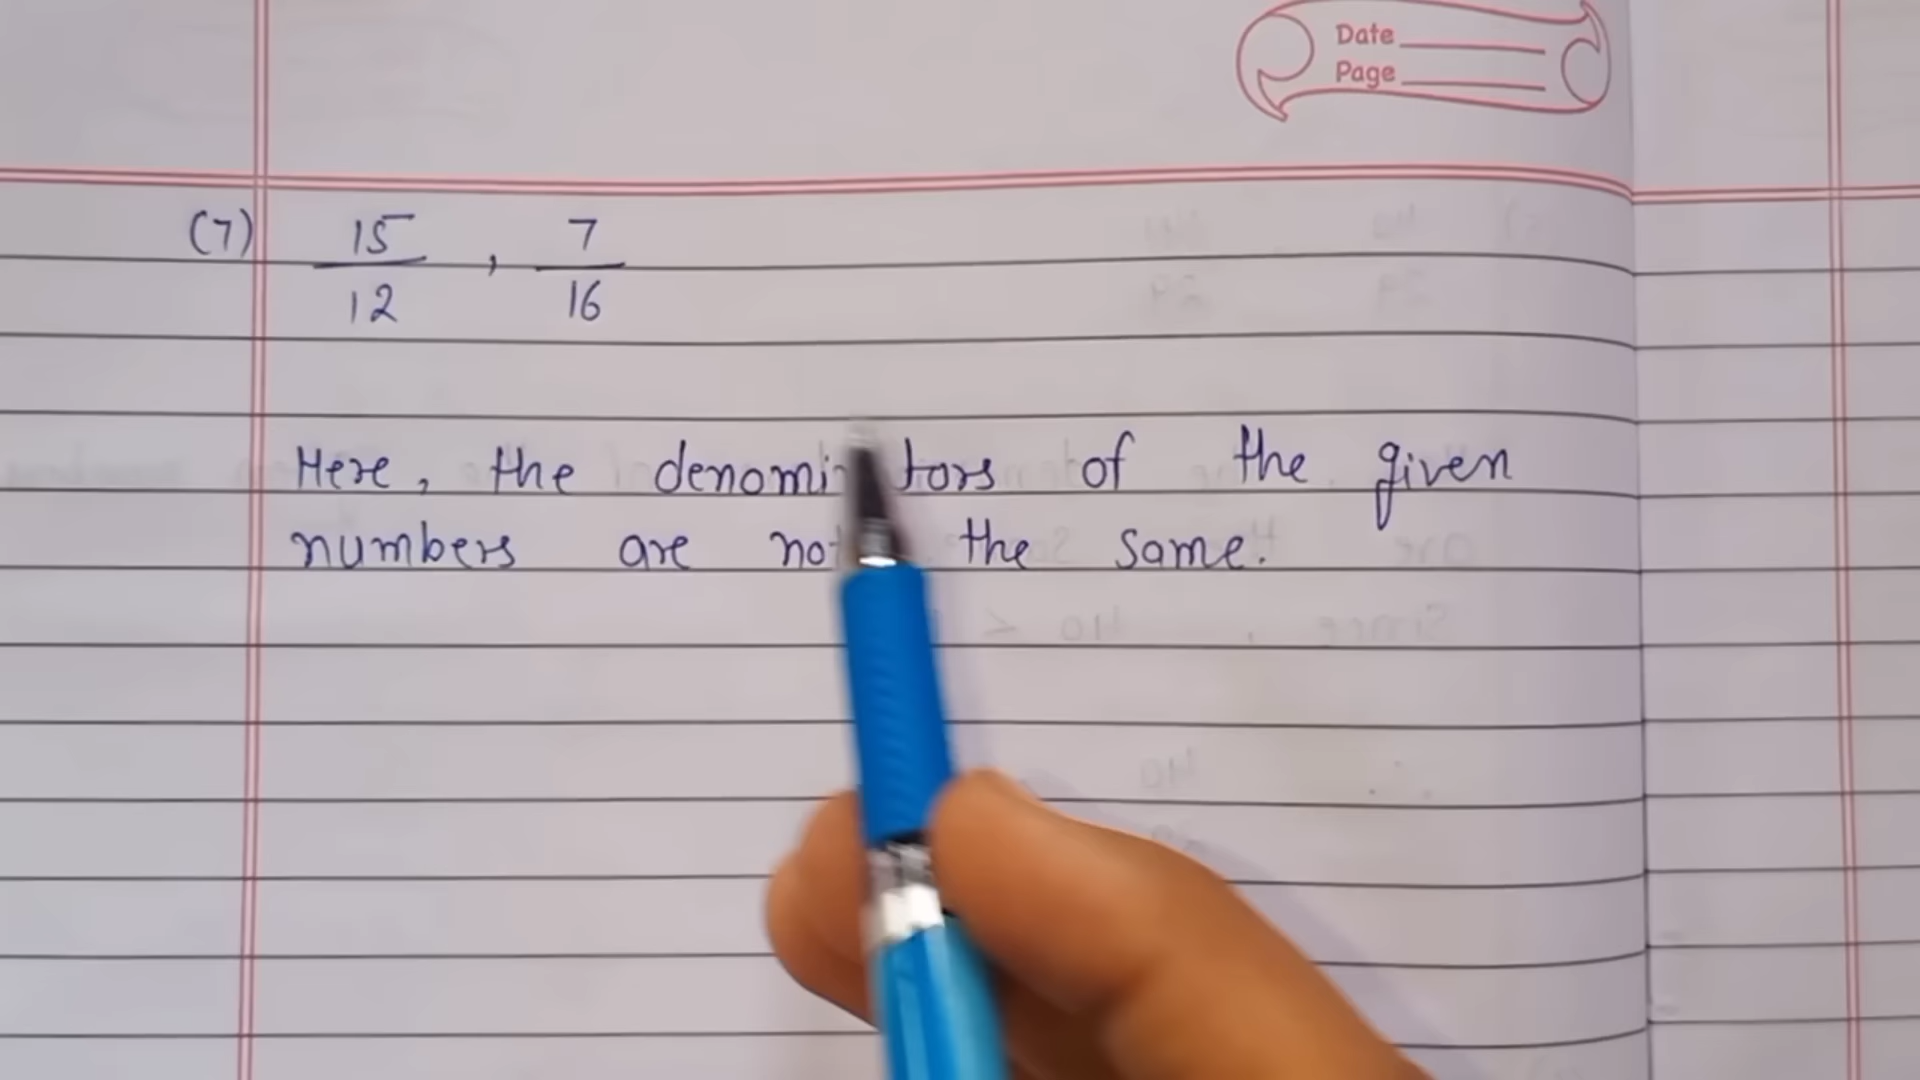 Date
Page
(7) 15/12 , 7/16
Here, the of the given
numbers are the same.